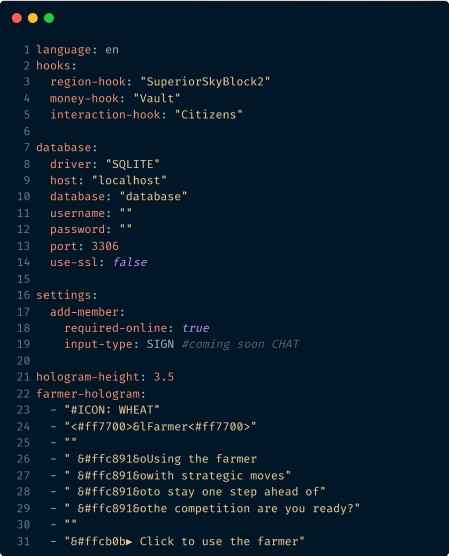 1 language: en
2 hooks:
3   region-hook: "SuperiorSkyBlock2"
4   money-hook: "Vault"
5   interaction-hook: "Citizens"
6
7 database:
8   driver: "SQLITE"
9   host: "localhost"
10   database: "database"
11   username: ""
12   password: ""
13   port: 3306
14   use-ssl: false
15
16 settings:
17   add-member:
18     required-online: true
19     input-type: SIGN #coming soon CHAT
20
21 hologram-height: 3.5
22 farmer-hologram:
23   - "#ICON: WHEAT"
24   - "<#ff7700>&lFarmer<#ff7700>"
25   - ""
26   - " &#ffc891&oUsing the farmer
27   - " &#ffc891&owith strategic moves"
28   - " &#ffc891&oto stay one step ahead of"
29   - " &#ffc891&othe competition are you ready?"
30   - ""
31   - "&#ffcb0b► Click to use the farmer"